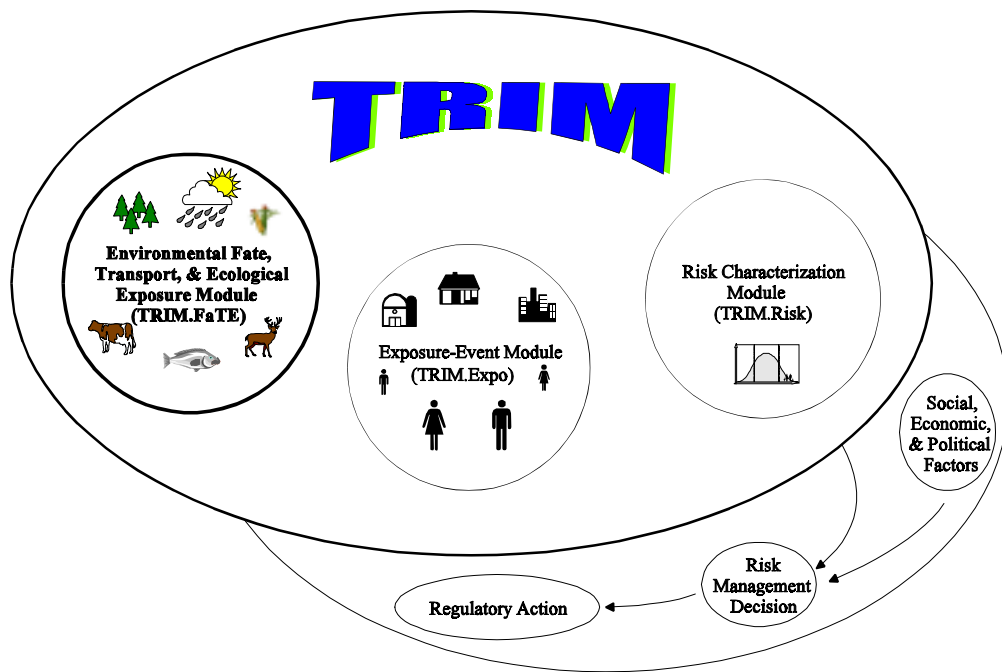 TRIM
Environmental Fate,
Transport, & Ecological
Exposure Module
(TRIM.FaTE)
Exposure-Event Module
(TRIM.Expo)
Risk Characterization
Module
(TRIM.Risk)
Social,
Economic,
& Political
Factors
Risk
Management
Decision
Regulatory Action